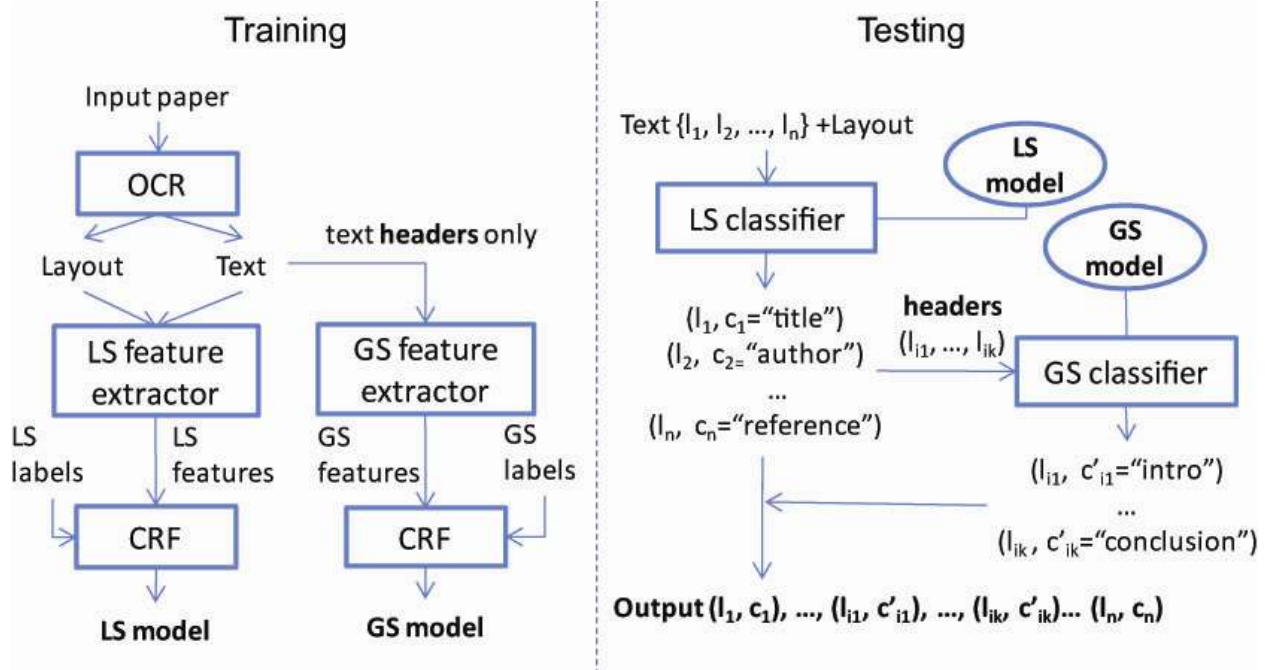 Training
Input paper
OCR
text headers only
Layout
Text
LS feature
extractor
GS feature
extractor
LS
labels
LS
features
GS
features
GS
labels
CRF
CRF
LS model
GS model
Testing
Text {l₁, l₂, …, lₙ} +Layout
LS
model
LS classifier
GS
model
(l₁, c₁=“title”)
(l₂, c₂₌“author”)
...
(lₙ, cₙ=“reference”)
headers
(lᵢ₁, …, lᵢₖ)
GS classifier
(lᵢ₁, c’ᵢ₁=“intro”)
...
(lᵢₖ, c’ᵢₖ=“conclusion”)
Output (l₁, c₁), …, (lᵢ₁, c’ᵢ₁), …, (lᵢₖ, c’ᵢₖ)… (lₙ, cₙ)